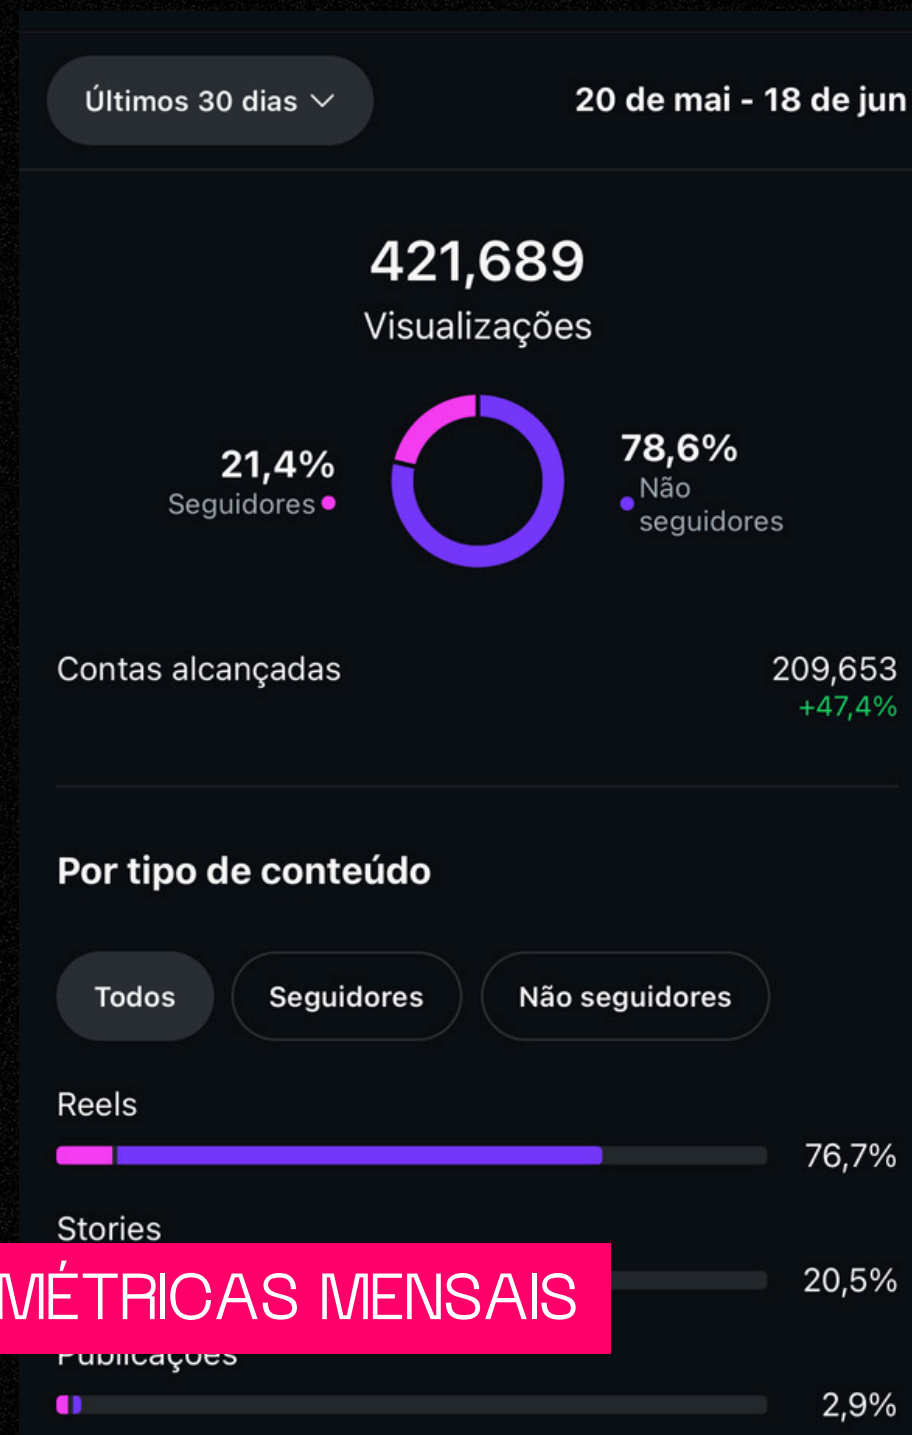 Últimos 30 dias
20 de mai - 18 de jun
421,689
Visualizações
21,4%
Seguidores
78,6%
Não
seguidores
Contas alcançadas
209,653
+47,4%
Por tipo de conteúdo
Todos
Seguidores
Não seguidores
Reels
76,7%
Stories
20,5%
MÉTRICAS MENSAIS
Publicações
2,9%